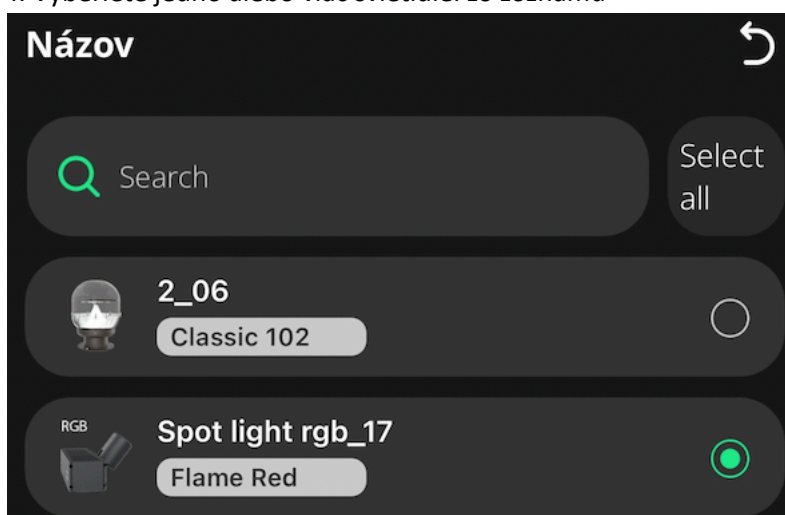 Názov
Search
Select
all
2_06
Classic 102
RGB
Spot light rgb_17
Flame Red